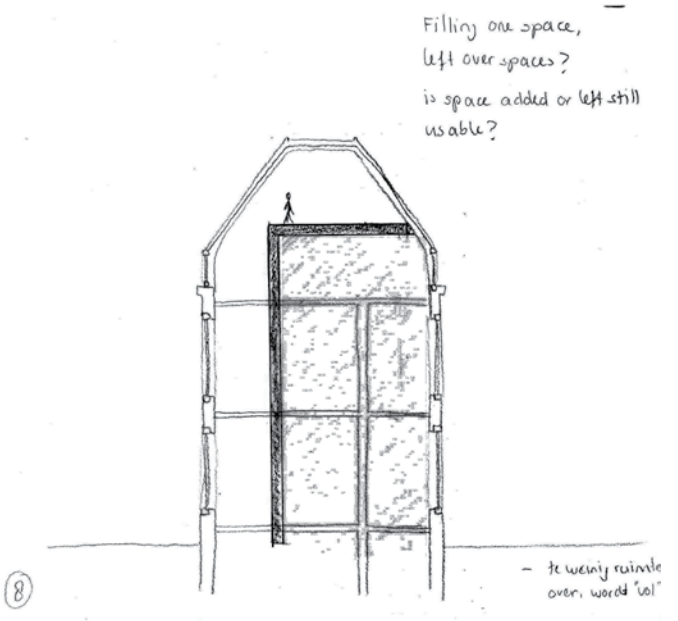 Filling one space,
left over spaces?
is space added or left still
usable?
- te weinig ruimte
over, wordt "vol"
8